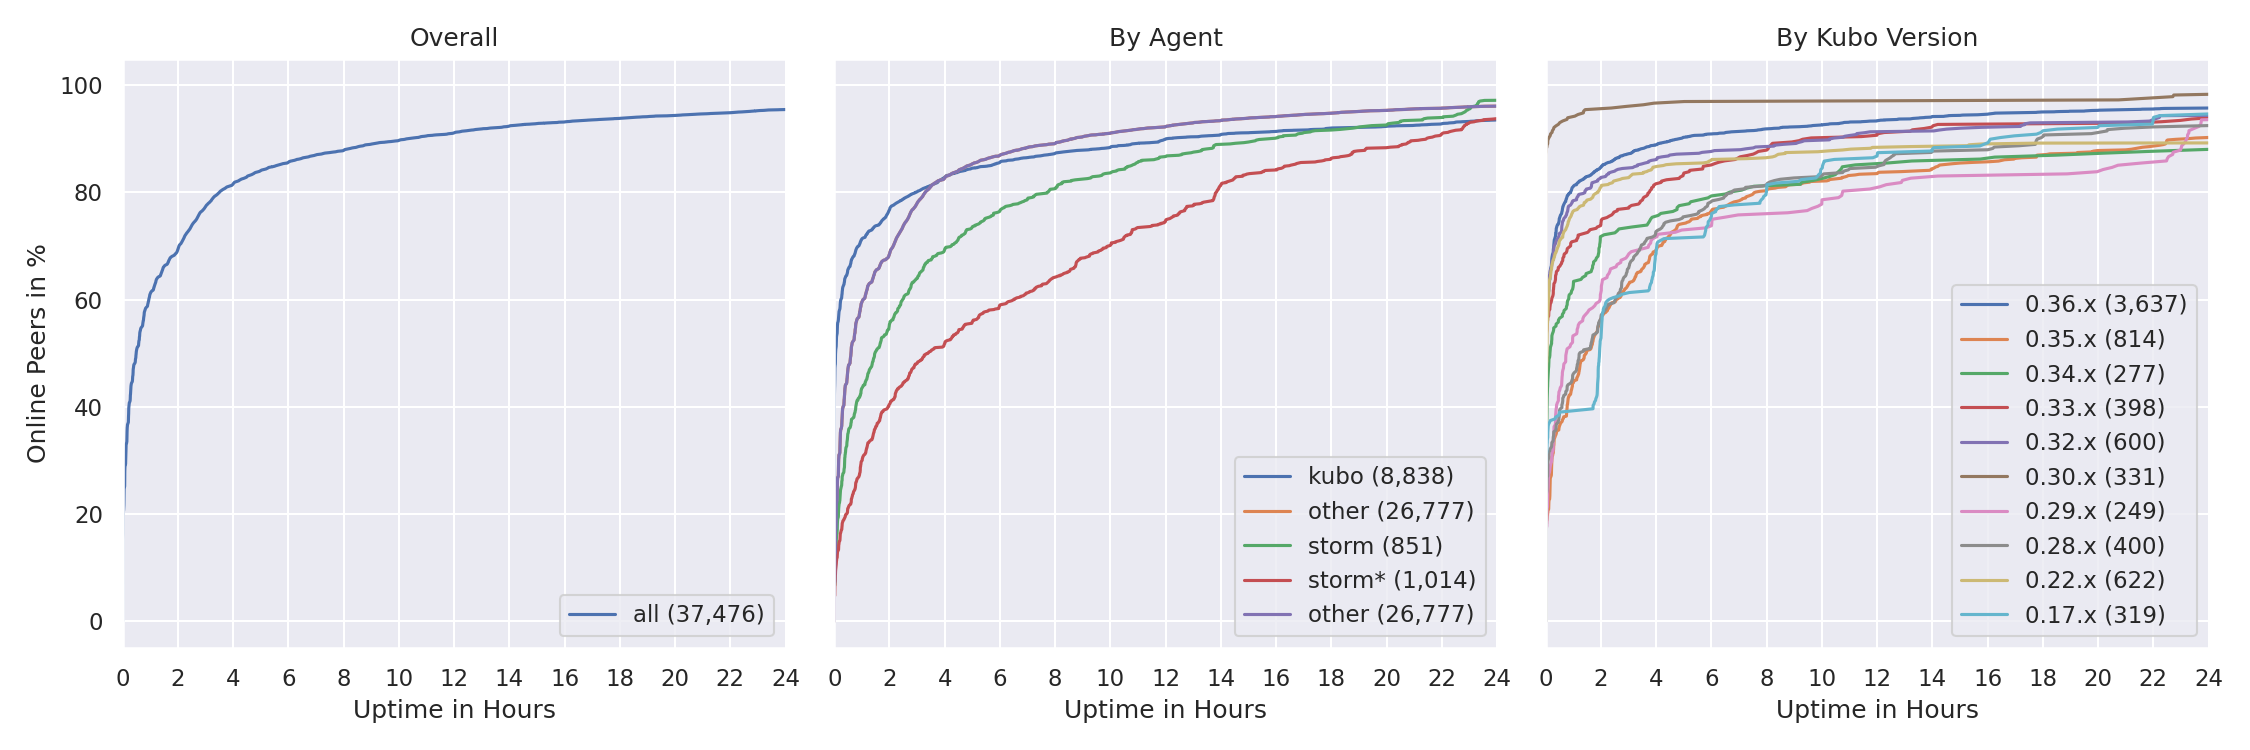 Overall
By Agent
By Kubo Version
Online Peers in %
100
80
60
40
20
0
all (37,476)
kubo (8,838)
other (26,777)
storm (851)
storm* (1,014)
other (26,777)
0.36.x (3,637)
0.35.x (814)
0.34.x (277)
0.33.x (398)
0.32.x (600)
0.30.x (331)
0.29.x (249)
0.28.x (400)
0.22.x (622)
0.17.x (319)
0 2 4 6 8 10 12 14 16 18 20 22 24
0 2 4 6 8 10 12 14 16 18 20 22 24
0 2 4 6 8 10 12 14 16 18 20 22 24
Uptime in Hours
Uptime in Hours
Uptime in Hours